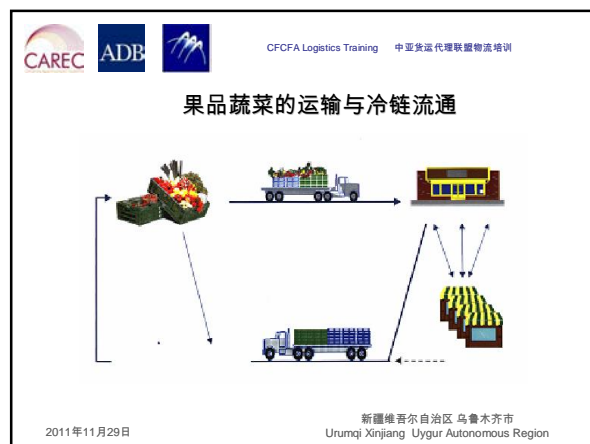 CAREC
ADB
CFCFA Logistics Training 中亚货运代理联盟物流培训
果品蔬菜的运输与冷链流通
2011年11月29日
新疆维吾尔自治区 乌鲁木齐市
Urumqi Xinjiang Uygur Autonomous Region